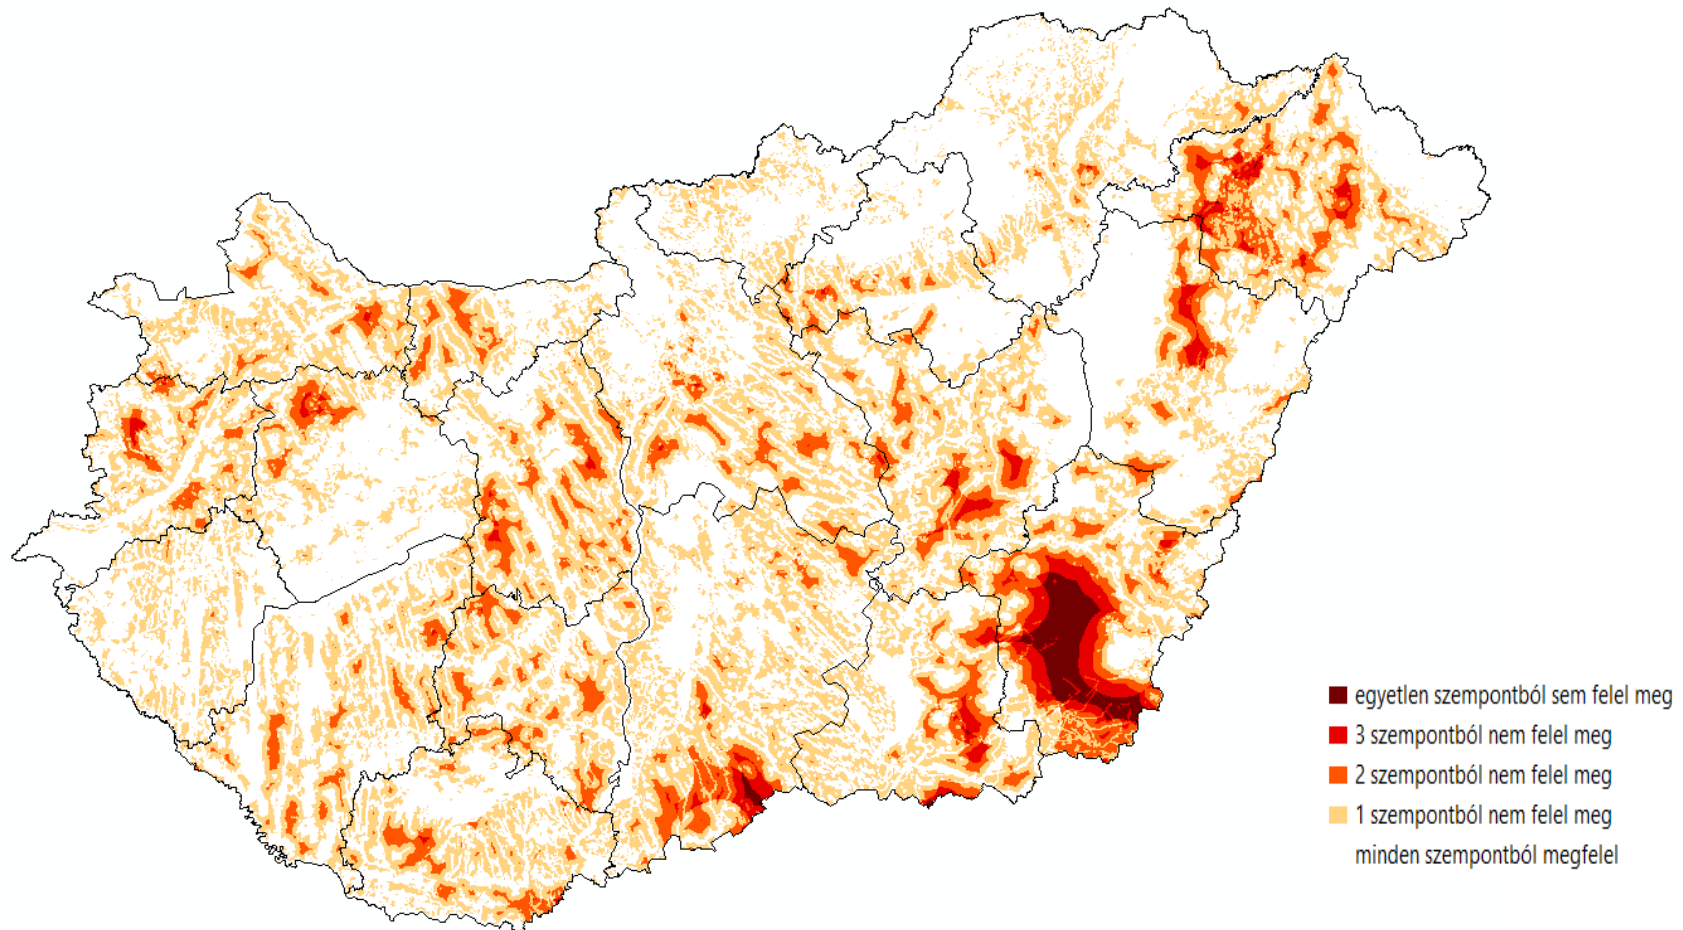 egyetlen szempontból sem felel meg
3 szempontból nem felel meg
2 szempontból nem felel meg
1 szempontból nem felel meg
minden szempontból megfelel